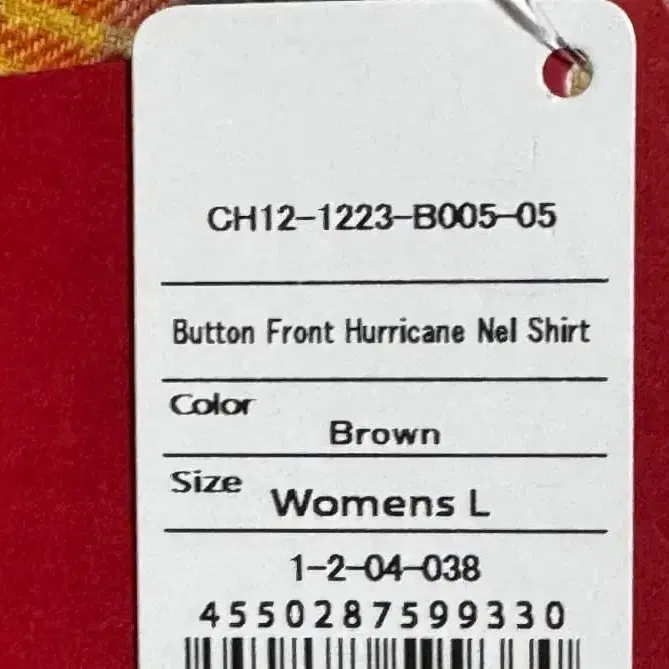 CH12-1223-B005-05
Button Front Hurricane Nel Shirt
Color
Brown
Size
Womens L
1-2-04-038
4550287599330